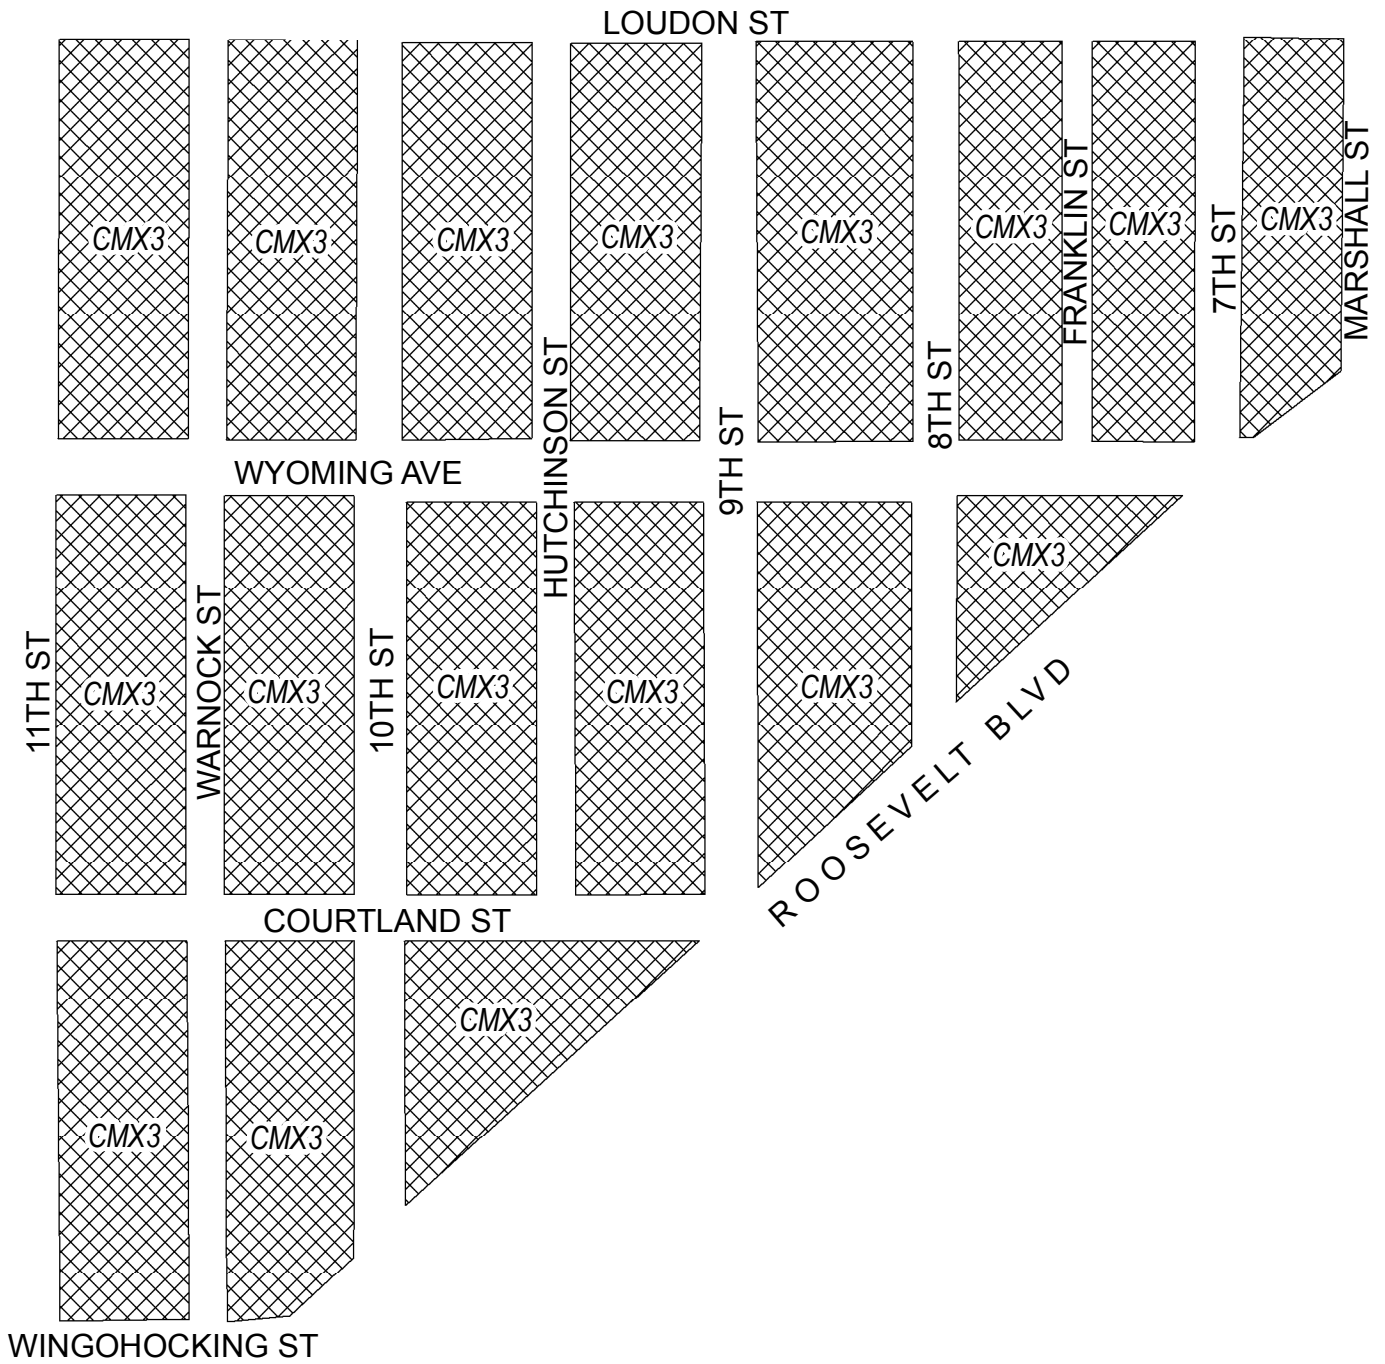 LOUDON ST
CMX3
CMX3
CMX3
CMX3
CMX3
CMX3
CMX3
CMX3
FRANKLIN ST
7TH ST
MARSHALL ST
HUTCHINSON ST
9TH ST
8TH ST
WYOMING AVE
CMX3
11TH ST
CMX3
WARNOCK ST
CMX3
10TH ST
CMX3
CMX3
CMX3
ROOSEVELT BLVD
COURTLAND ST
CMX3
CMX3
CMX3
WINGOHOCKING ST